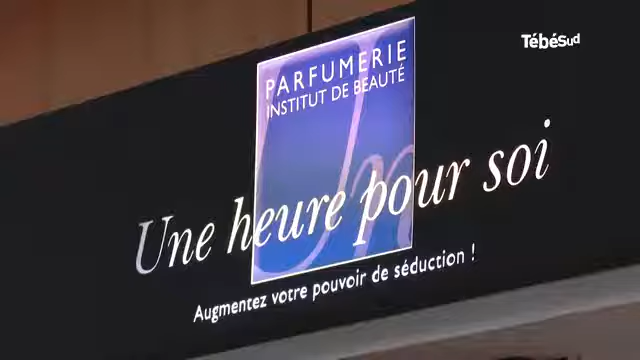 TébéSud
PARFUMERIE
INSTITUT DE BEAUTÉ
Une heure pour soi
Augmentez votre pouvoir de séduction !